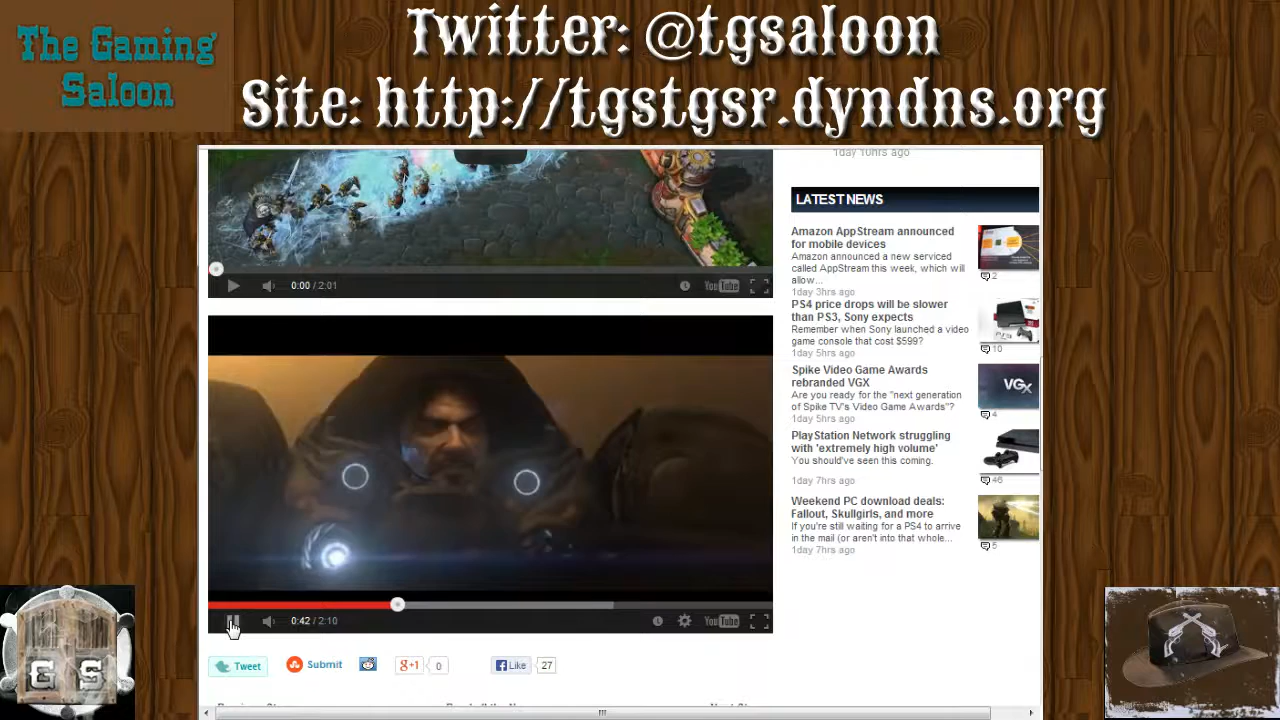 The Gaming
Saloon
Twitter: @tgsaloon
Site: http://tgstgsr.dyndns.org
1day 10hrs ago
LATEST NEWS
Amazon AppStream announced
for mobile devices
Amazon announced a new serviced
called AppStream this week, which will
allow...
1day 3hrs ago
2
PS4 price drops will be slower
than PS3, Sony expects
Remember when Sony launched a video
game console that cost $599?
1day 5hrs ago
10
Spike Video Game Awards
rebranded VGX
Are you ready for the "next generation
of Spike TV's Video Game Awards"?
1day 5hrs ago
VGX
4
PlayStation Network struggling
with 'extremely high volume'
You should've seen this coming.
1day 7hrs ago
46
Weekend PC download deals:
Fallout, Skullgirls, and more
If you're still waiting for a PS4 to arrive
in the mail (or aren't into that whole...
1day 7hrs ago
5
0:00 / 2:01
YouTube
0:42 / 2:10
YouTube
Tweet
Submit
g+1
0
Like
27
G S